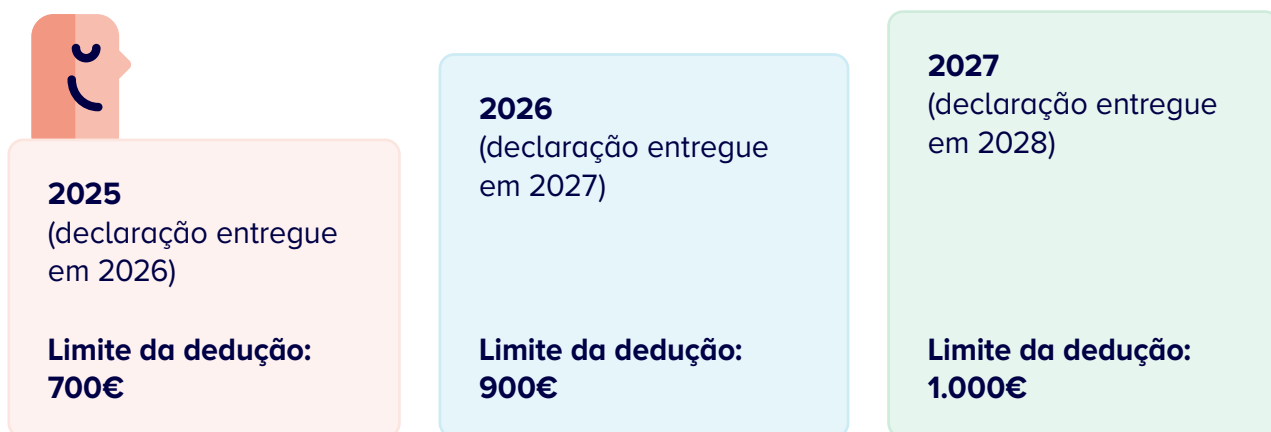 2025
(declaração entregue
em 2026)
Limite da dedução:
700€
2026
(declaração entregue
em 2027)
Limite da dedução:
900€
2027
(declaração entregue
em 2028)
Limite da dedução:
1.000€